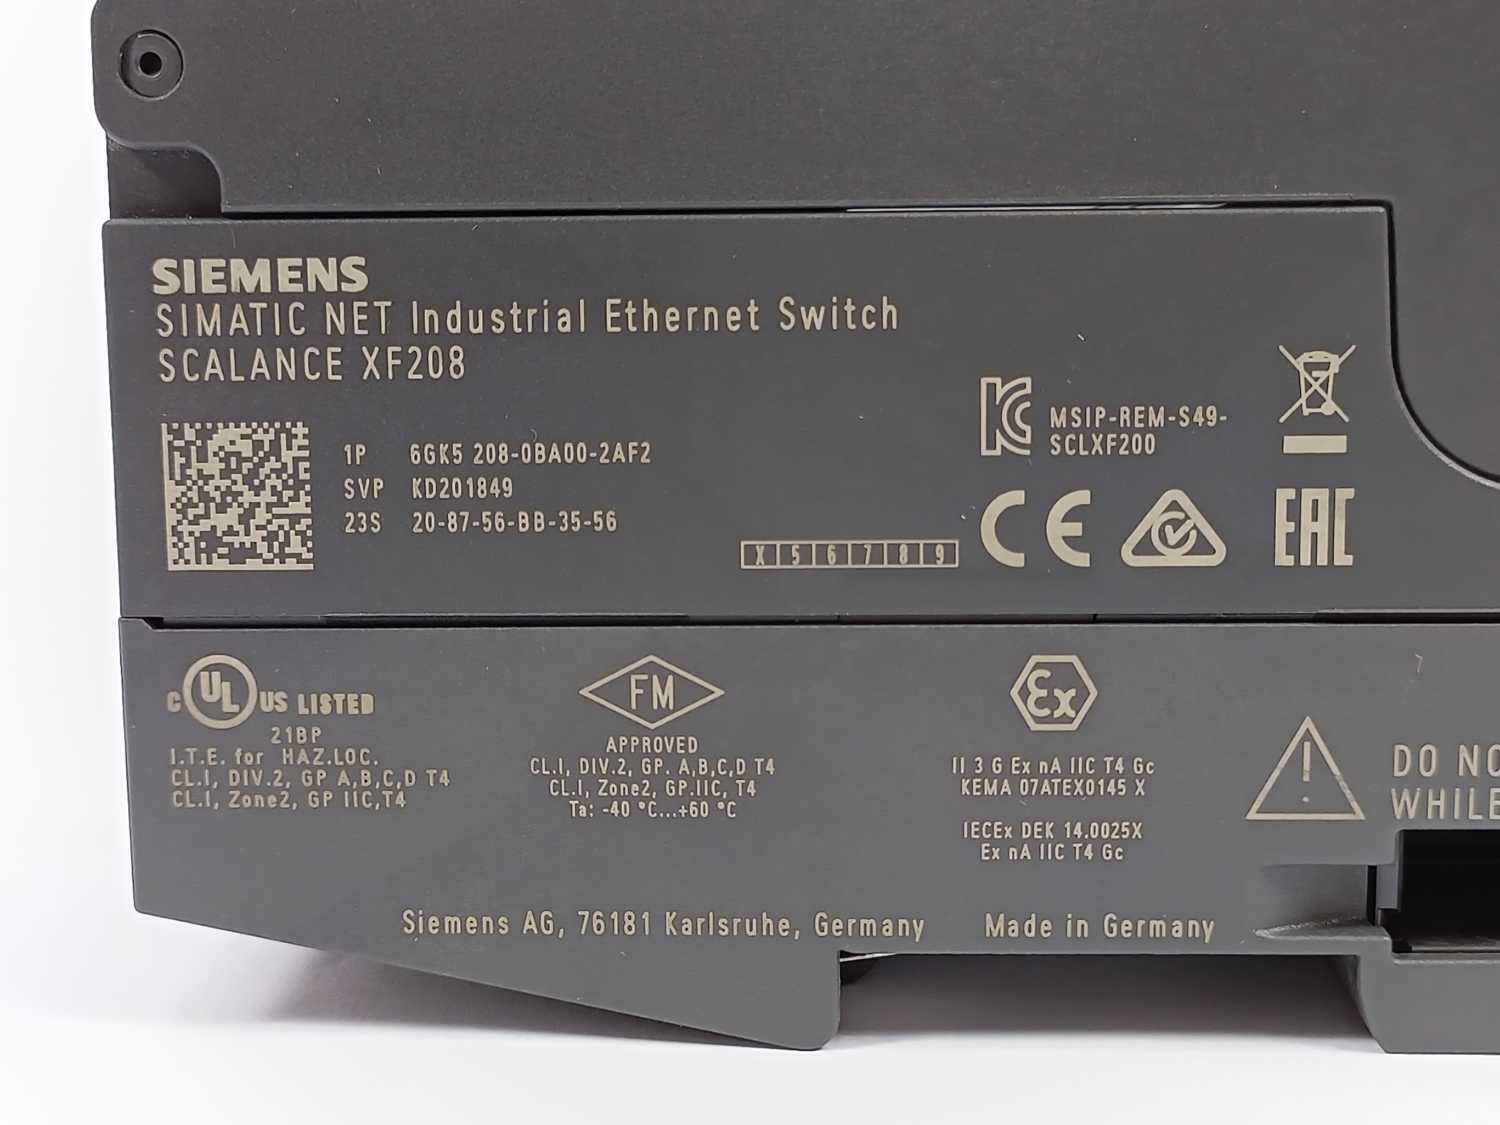 SIEMENS
SIMATIC NET Industrial Ethernet Switch
SCALANCE XF208
1P 6GK5 208-0BA00-2AF2
SVP KD201849
23S 20-87-56-BB-35-56
MSIP-REM-S49-
SCLXF200
X 5 6 7 8 9
CE
EAC
c UL US LISTED
21BP
I.T.E. for HAZ.LOC.
CL.I, DIV.2, GP A,B,C,D T4
CL.I, Zone2, GP IIC,T4
FM
APPROVED
CL.I, DIV.2, GP. A,B,C,D T4
CL.I, Zone2, GP.IIC, T4
Ta: -40 °C...+60 °C
Ex
II 3 G Ex nA IIC T4 Gc
KEMA 07ATEX0145 X
IECEx DEK 14.0025X
Ex nA IIC T4 Gc
DO NO
WHILE
Siemens AG, 76181 Karlsruhe, Germany Made in Germany